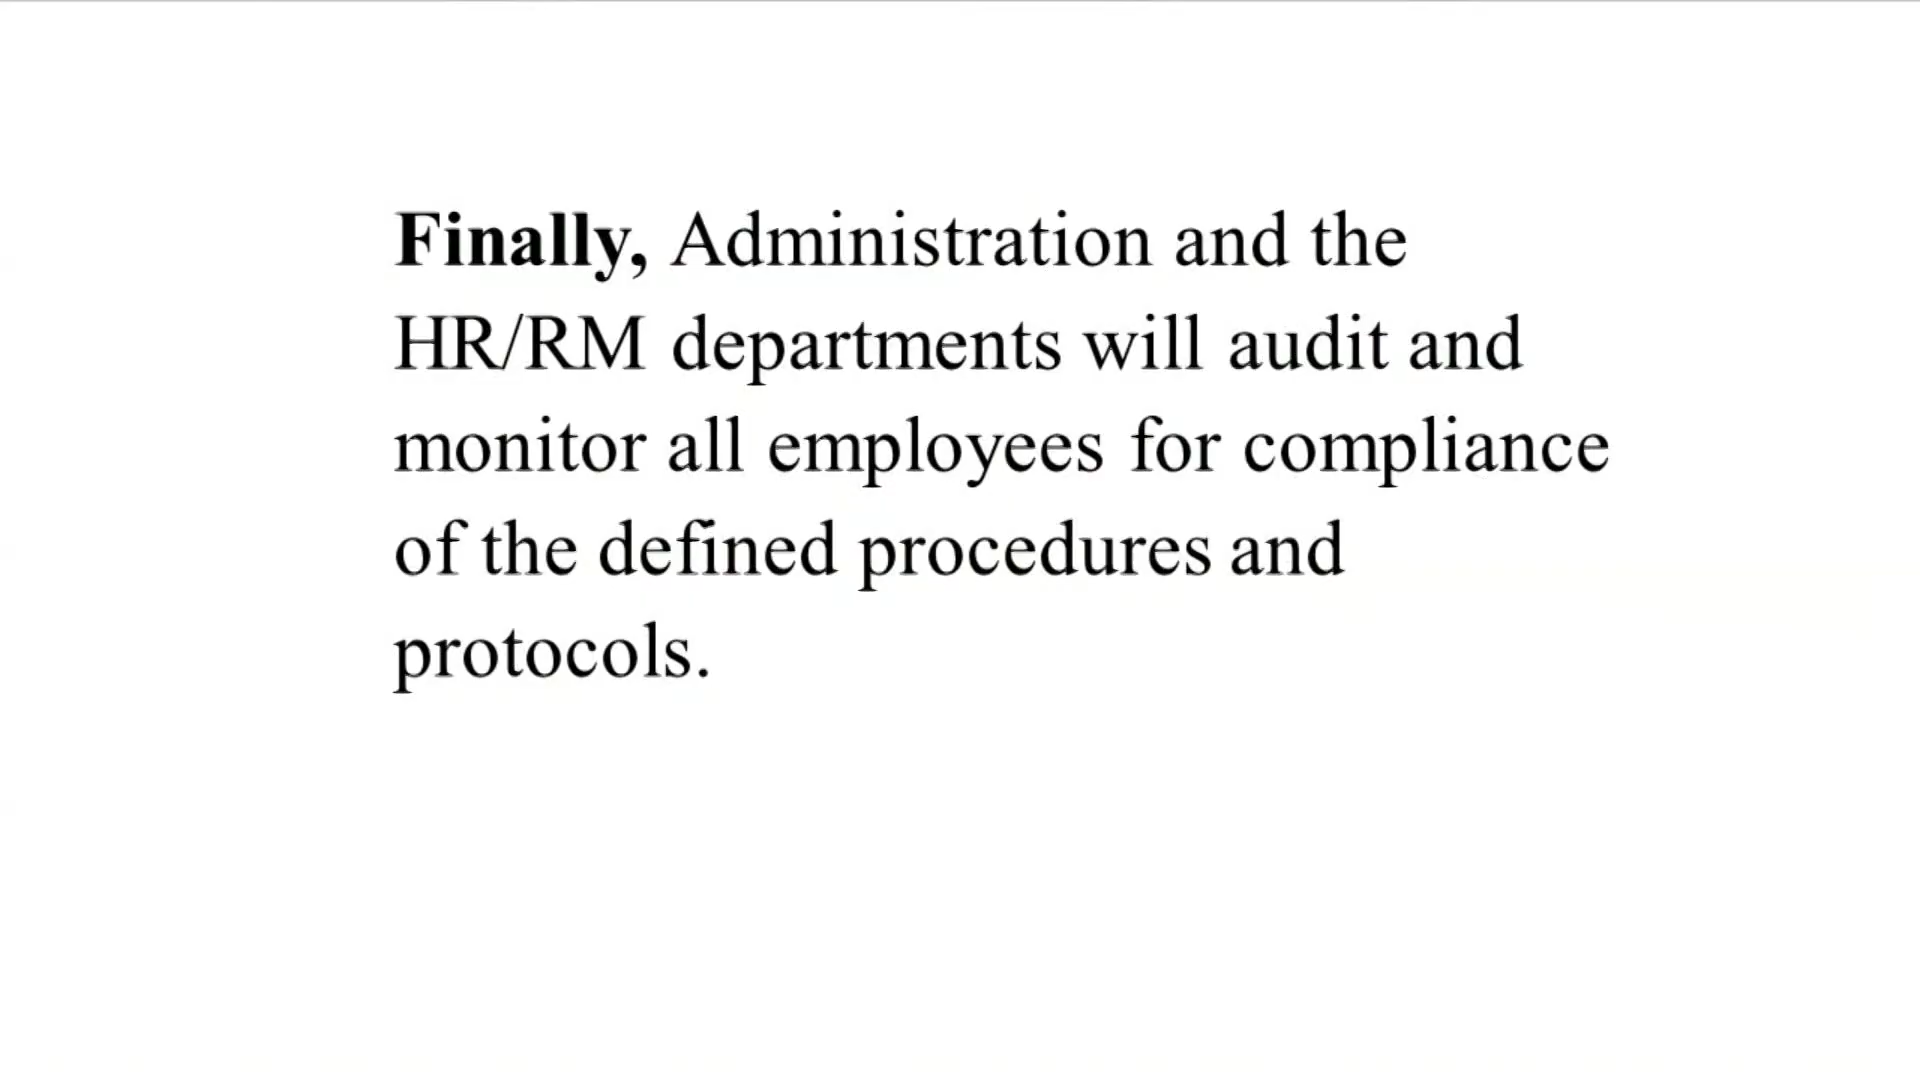 Finally, Administration and the
HR/RM departments will audit and
monitor all employees for compliance
of the defined procedures and
protocols.